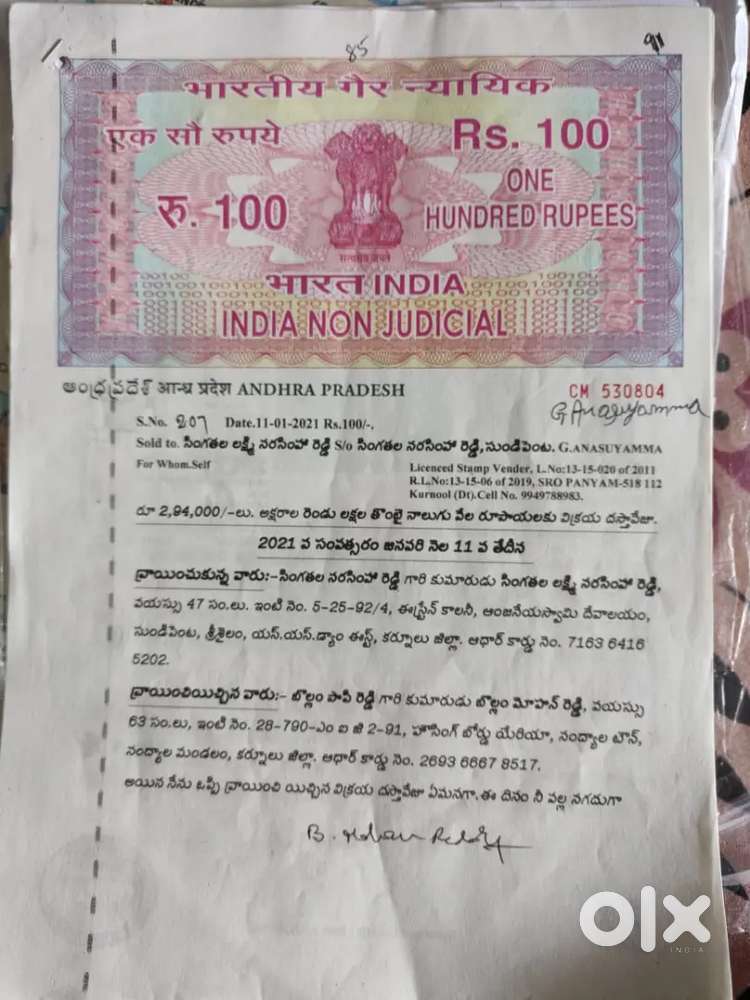 85
91
भारतीय गैर न्यायिक
एक सौ रुपये
Rs. 100
रु. 100
ONE
HUNDRED RUPEES
सत्यमेव जयते
भारत INDIA
INDIA NON JUDICIAL
ఆంధ్రప్రదేశ్ आन्ध्र प्रदेश ANDHRA PRADESH
CM 530804
G Anasuyamma
S.No. 207 Date.11-01-2021 Rs.100/-.
Sold to. సింగతల లక్ష్మీ నరసింహా రెడ్డి S/o సింగతల నరసింహా రెడ్డి, సుండిపెంట. G.ANASUYAMMA
For Whom.Self
Licenced Stamp Vender, L.No:13-15-020 of 2011
R.L.No:13-15-06 of 2019, SRO PANYAM-518 112
Kurnool (Dt).Cell No. 9949788983.
రూ 2,94,000/-లు. అక్షరాల రెండు లక్షల తొంభై నాలుగు వేల రూపాయలకు విక్రయ దస్తావేజు.
2021 వ సంవత్సరం జనవరి నెల 11 వ తేదీన
వ్రాయించుకున్న వారు:-సింగతల నరసింహా రెడ్డి గారి కుమారుడు సింగతల లక్ష్మీ నరసింహా రెడ్డి,
వయస్సు 47 సం.లు. ఇంటి నెం. 5-25-92/4, ఈస్ట్రేన్ కాలనీ, ఆంజనేయస్వామి దేవాలయం,
సుండిపెంట, శ్రీశైలం, యస్.యస్.డ్యాం ఈస్ట్, కర్నూలు జిల్లా. ఆధార్ కార్డు నెం. 7163 6416
5202.
వ్రాయించియిచ్చిన వారు:- బొల్లం పాపి రెడ్డి గారి కుమారుడు బొల్లం మోహన్ రెడ్డి, వయస్సు
63 సం.లు, ఇంటి నెం. 28-790-ఎం ఐ జి 2-91, హౌసింగ్ బోర్డు యేరియా, నంద్యాల టౌన్,
నంద్యాల మండలం, కర్నూలు జిల్లా. ఆధార్ కార్డు నెం. 2693 6667 8517.
అయిన నేను ఒప్పి వ్రాయించి యిచ్చిన విక్రయ దస్తావేజు ఏమనగా. ఈ దినం నీ వల్ల నగదుగా
B. Mohan Reddy
olx
INDIA